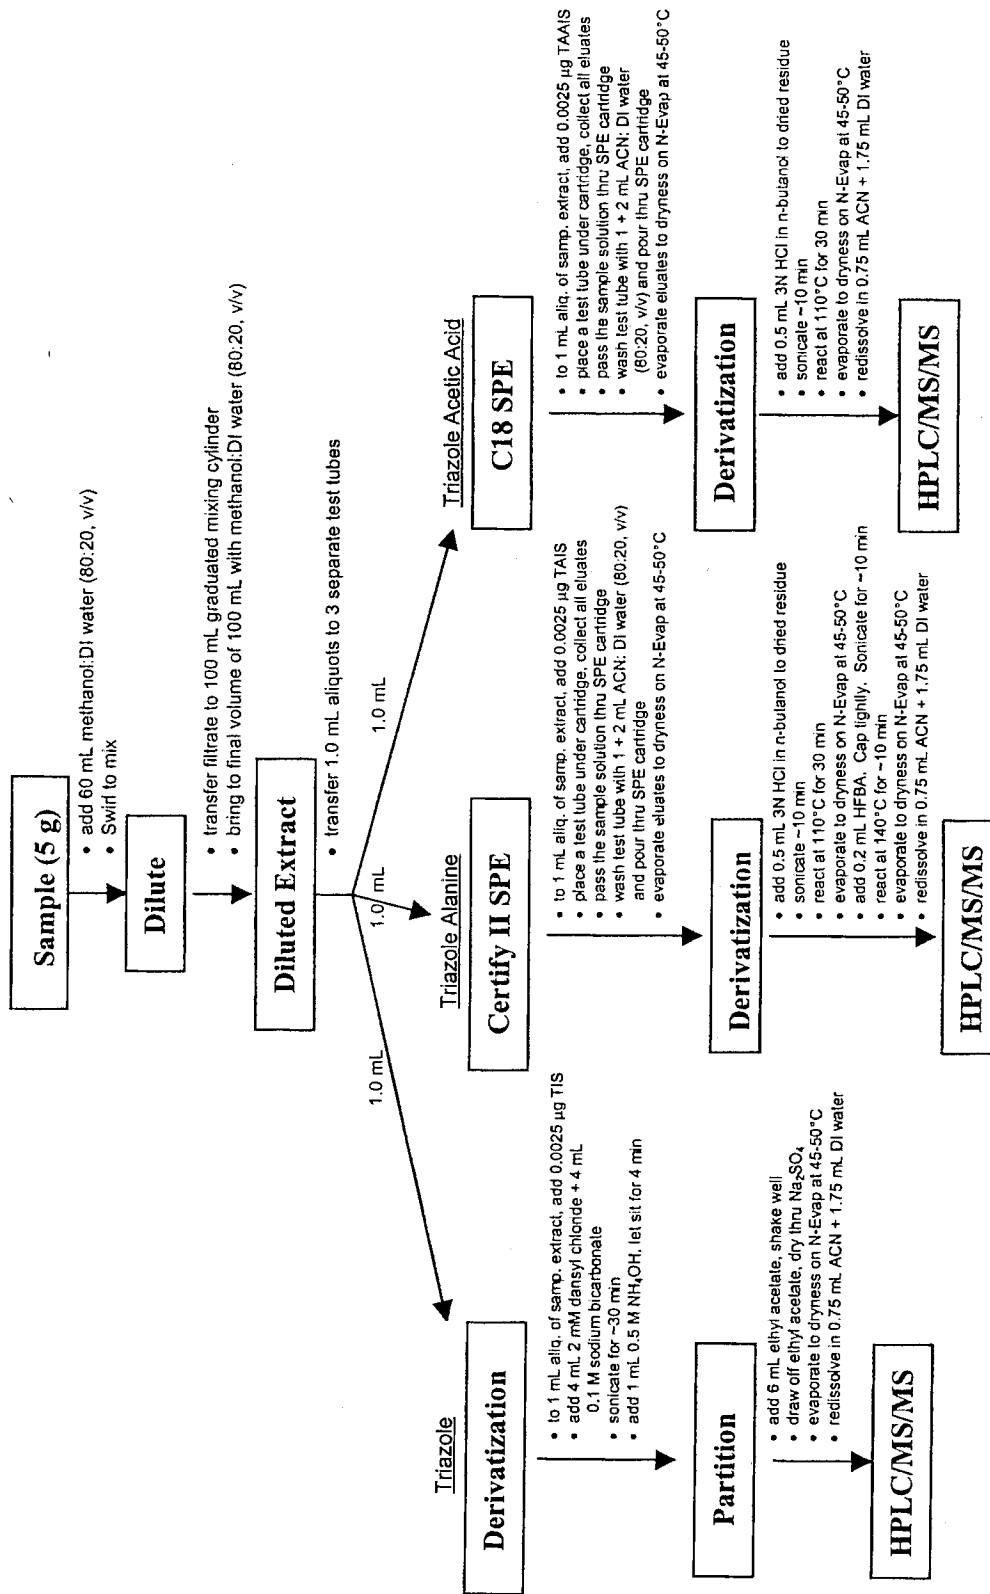 Sample (5 g)
• add 60 mL methanol:DI water (80:20, v/v)
• Swirl to mix
Dilute
• transfer filtrate to 100 mL graduated mixing cylinder
• bring to final volume of 100 mL with methanol:DI water (80:20, v/v)
Diluted Extract
• transfer 1.0 mL aliquots to 3 separate test tubes
1.0 mL
1.0 mL
1.0 mL
Triazole
Derivatization
• to 1 mL aliq. of samp. extract, add 0.0025 µg TIS
• add 4 mL 2 mM dansyl chloride + 4 mL
0.1 M sodium bicarbonate
• sonicate for ~30 min
• add 1 mL 0.5 M NH₄OH, let sit for 4 min
Partition
• add 6 mL ethyl acetate, shake well
• draw off ethyl acetate, dry thru Na₂SO₄
• evaporate to dryness on N-Evap at 45-50°C
• redissolve in 0.75 mL ACN + 1.75 mL DI water
HPLC/MS/MS
Triazole Alanine
Certify II SPE
• to 1 mL aliq. of samp. extract, add 0.0025 µg TAIS
• place a test tube under cartridge, collect all eluates
• pass the sample solution thru SPE cartridge
• wash test tube with 1 + 2 mL ACN: DI water (80:20, v/v)
and pour thru SPE cartridge
• evaporate eluates to dryness on N-Evap at 45-50°C
Derivatization
• add 0.5 mL 3N HCl in n-butanol to dried residue
• sonicate ~10 min
• react at 110°C for 30 min
• evaporate to dryness on N-Evap at 45-50°C
• add 0.2 mL HFBA. Cap tightly. Sonicate for ~10 min
• react at 140°C for ~10 min
• evaporate to dryness on N-Evap at 45-50°C
• redissolve in 0.75 mL ACN + 1.75 mL DI water
HPLC/MS/MS
Triazole Acetic Acid
C18 SPE
• to 1 mL aliq. of samp. extract, add 0.0025 µg TAAIS
• place a test tube under cartridge, collect all eluates
• pass the sample solution thru SPE cartridge
• wash test tube with 1 + 2 mL ACN: DI water
(80:20, v/v) and pour thru SPE cartridge
• evaporate eluates to dryness on N-Evap at 45-50°C
Derivatization
• add 0.5 mL 3N HCl in n-butanol to dried residue
• sonicate ~10 min
• react at 110°C for 30 min
• evaporate to dryness on N-Evap at 45-50°C
• redissolve in 0.75 mL ACN + 1.75 mL DI water
HPLC/MS/MS